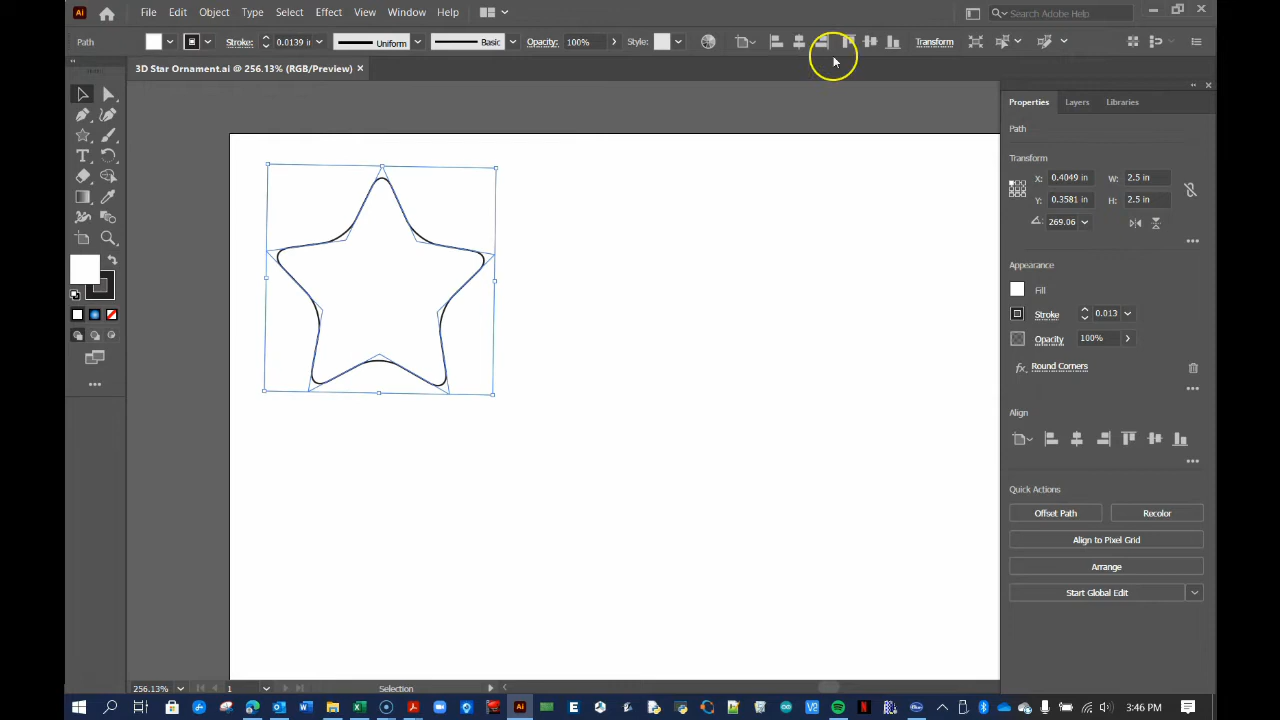 Ai File Edit Object Type Select Effect View Window Help Search Adobe Help
Path Stroke: 0.0139 in Uniform Basic Opacity: 100% Style: Transform
3D Star Ornament.ai @ 256.13% (RGB/Preview) ×
Properties Layers Libraries
Path
Transform
X: 0.4049 in W: 2.5 in
Y: 0.3581 in H: 2.5 in
269.06
Appearance
Fill
Stroke 0.013
Opacity 100%
fx Round Corners
Align
Quick Actions
Offset Path Recolor
Align to Pixel Grid
Arrange
Start Global Edit
256.13% 1 Selection
3:46 PM